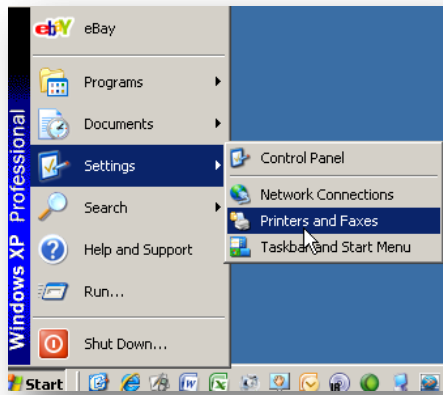 ebY eBay
Programs
Documents
Settings
Search
Help and Support
Run...
Shut Down...
Windows XP Professional
Control Panel
Network Connections
Printers and Faxes
Taskbar and Start Menu
Start